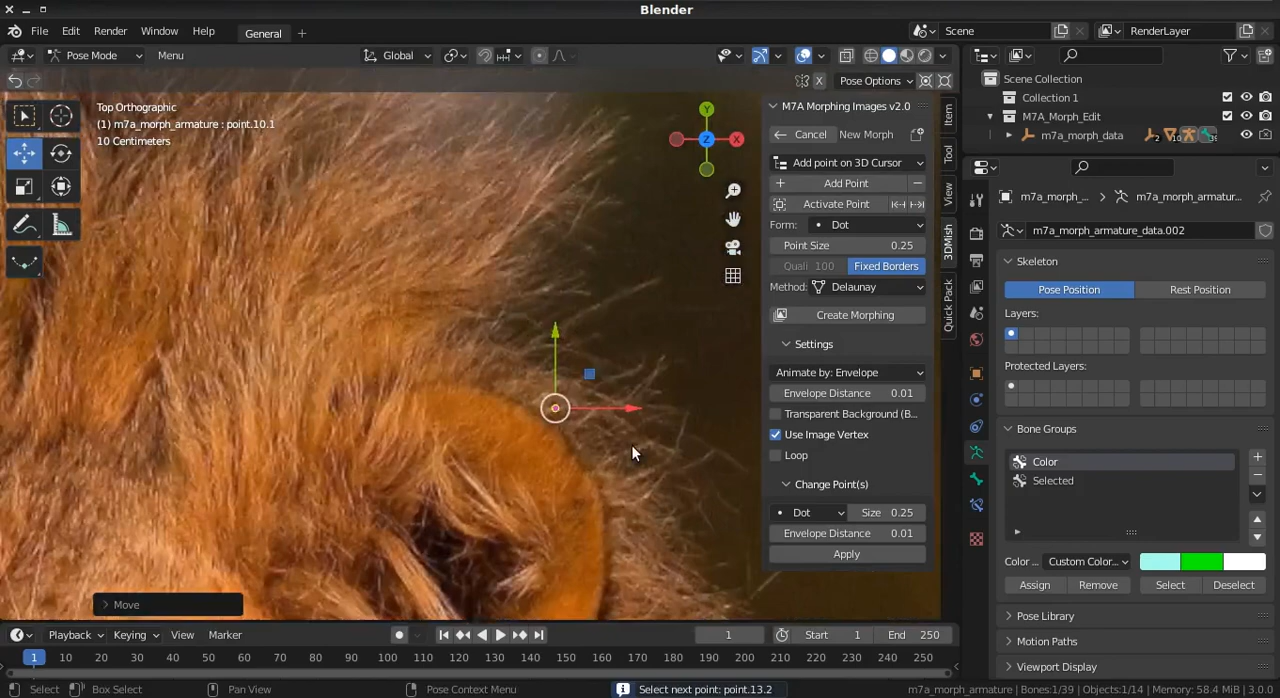 Blender
File Edit Render Window Help General + Scene RenderLayer
Pose Mode Menu Global
X Pose Options
Top Orthographic
(1) m7a_morph_armature : point.10.1
10 Centimeters
Y
X
Z
M7A Morphing Images v2.0
Cancel New Morph
Add point on 3D Cursor
Add Point
Activate Point
Form: Dot
Point Size 0.25
Quali 100 Fixed Borders
Method: Delaunay
Create Morphing
Settings
Animate by: Envelope
Envelope Distance 0.01
Transparent Background (B...
Use Image Vertex
Loop
Change Point(s)
Dot Size 0.25
Envelope Distance 0.01
Apply
Item
Tool
View
3DMish
Quick Pack
Scene Collection
Collection 1
M7A_Morph_Edit
m7a_morph_data
m7a_morph_... m7a_morph_armatur...
m7a_morph_armature_data.002
Skeleton
Pose Position Rest Position
Layers:
Protected Layers:
Bone Groups
Color
Selected
Color ... Custom Color...
Assign Remove Select Deselect
Pose Library
Motion Paths
Viewport Display
Move
Playback Keying View Marker 1 Start 1 End 250
1 10 20 30 40 50 60 70 80 90 100 110 120 130 140 150 160 170 180 190 200 210 220 230 240 250
Select Box Select Pan View Pose Context Menu Select next point: point.13.2 m7a_morph_armature | Bones:1/39 | Objects:1/14 | Memory: 58.4 MiB | 3.0.0